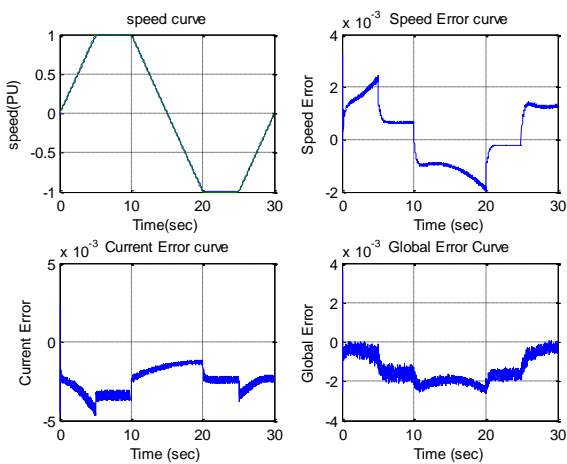 speed curve
1
0.5
0
-0.5
-1
speed(PU)
0 10 20 30
Time(sec)
x 10-3 Speed Error curve
4
2
0
-2
Speed Error
0 10 20 30
Time(sec)
x 10-3 Current Error curve
5
0
-5
Current Error
0 10 20 30
Time (sec)
x 10-3 Global Error Curve
4
2
0
-2
-4
Global Error
0 10 20 30
Time (sec)